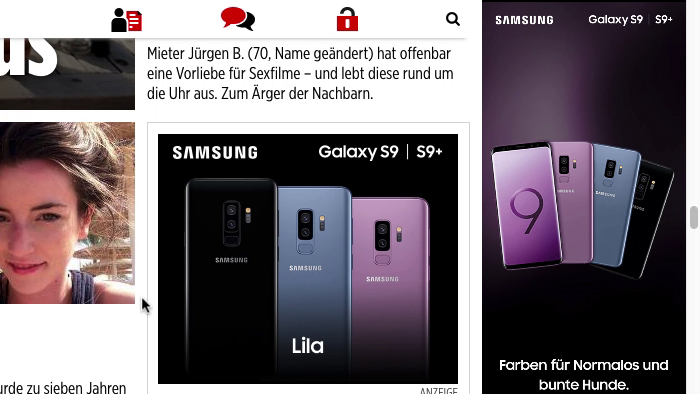 us
Mieter Jürgen B. (70, Name geändert) hat offenbar
eine Vorliebe für Sexfilme – und lebt diese rund um
die Uhr aus. Zum Ärger der Nachbarn.
SAMSUNG
Galaxy S9 | S9+
SAMSUNG
SAMSUNG
SAMSUNG
Lila
ANZEIGE
urde zu sieben Jahren
SAMSUNG
Galaxy S9 | S9+
9
SAMSUNG
Farben für Normalos und
bunte Hunde.